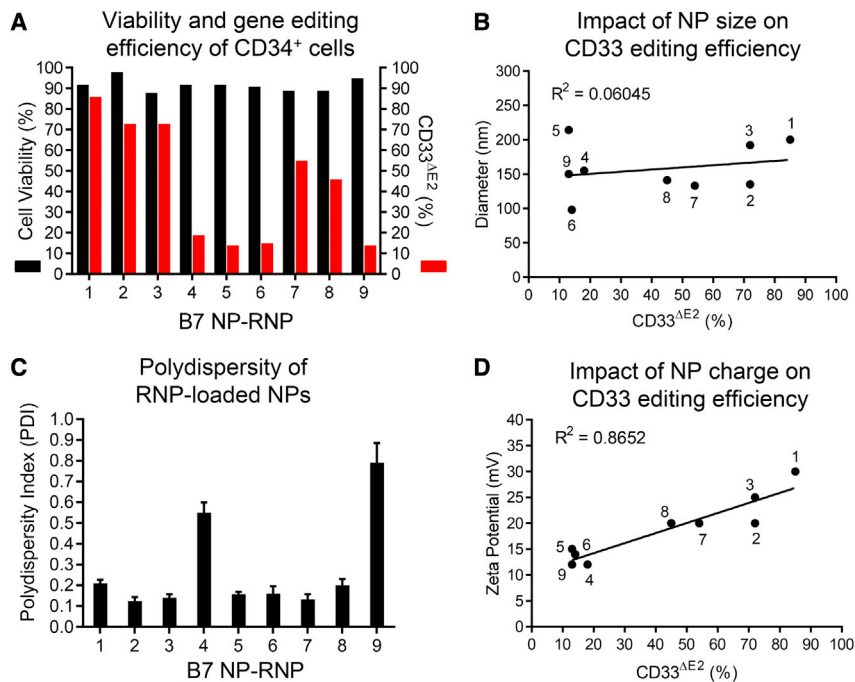 A
Viability and gene editing
efficiency of CD34⁺ cells
Cell Viability (%)
100
90
80
70
60
50
40
30
20
10
0
100
90
80
70
60
50
40
30
20
10
0
CD33^ΔE2 (%)
1 2 3 4 5 6 7 8 9
B7 NP-RNP
B
Impact of NP size on
CD33 editing efficiency
R² = 0.06045
Diameter (nm)
300
250
200
150
100
50
0
5
9
4
6
8
7
3
2
1
0 10 20 30 40 50 60 70 80 90 100
CD33^ΔE2 (%)
C
Polydispersity of
RNP-loaded NPs
Polydispersity Index (PDI)
1.0
0.9
0.8
0.7
0.6
0.5
0.4
0.3
0.2
0.1
0.0
1 2 3 4 5 6 7 8 9
B7 NP-RNP
D
Impact of NP charge on
CD33 editing efficiency
R² = 0.8652
Zeta Potential (mV)
40
35
30
25
20
15
10
5
0
5
6
9
4
8
7
3
2
1
0 10 20 30 40 50 60 70 80 90 100
CD33^ΔE2 (%)